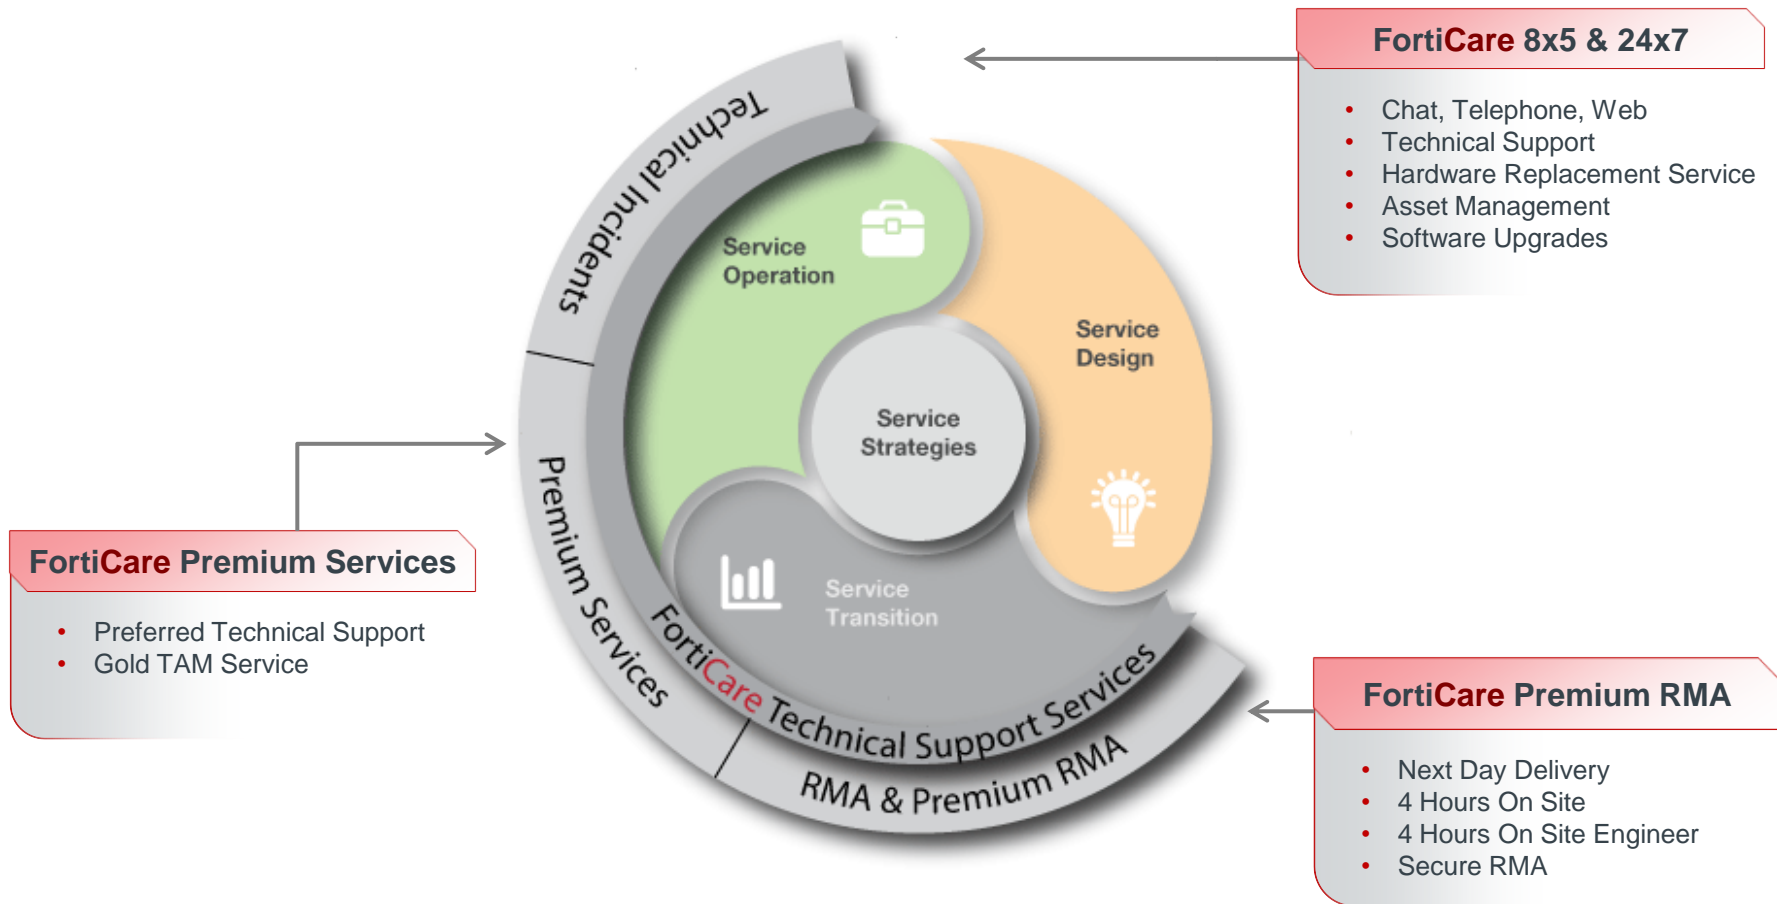 FortiCare 8x5 & 24x7
• Chat, Telephone, Web
• Technical Support
• Hardware Replacement Service
• Asset Management
• Software Upgrades
Technical Incidents
Service
Operation
Service
Design
Service
Strategies
Service
Transition
Premium Services
FortiCare Technical Support Services
RMA & Premium RMA
FortiCare Premium Services
• Preferred Technical Support
• Gold TAM Service
FortiCare Premium RMA
• Next Day Delivery
• 4 Hours On Site
• 4 Hours On Site Engineer
• Secure RMA